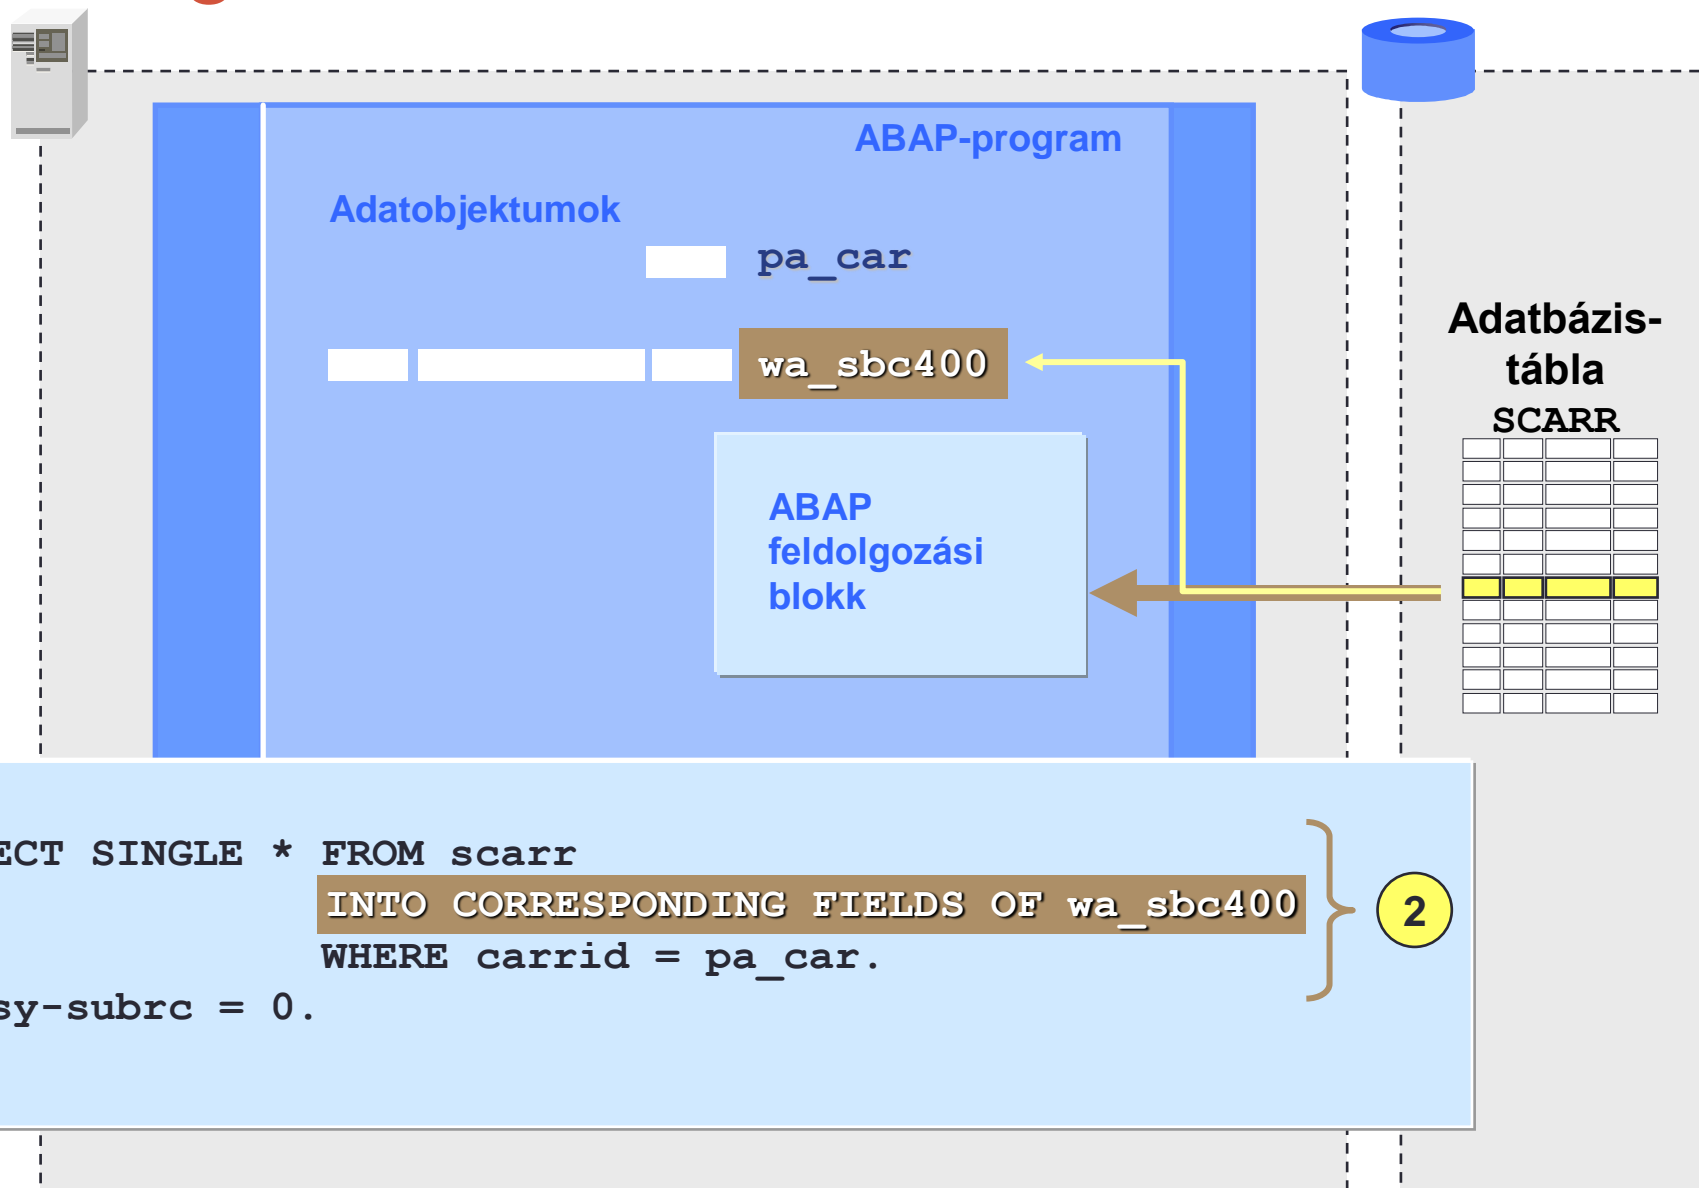 ABAP-program
Adatobjektumok
pa_car
wa_sbc400
Adatbázis-
tábla
SCARR
ABAP
feldolgozási
blokk
ECT SINGLE * FROM scarr
INTO CORRESPONDING FIELDS OF wa_sbc400
WHERE carrid = pa_car.
sy-subrc = 0.
2